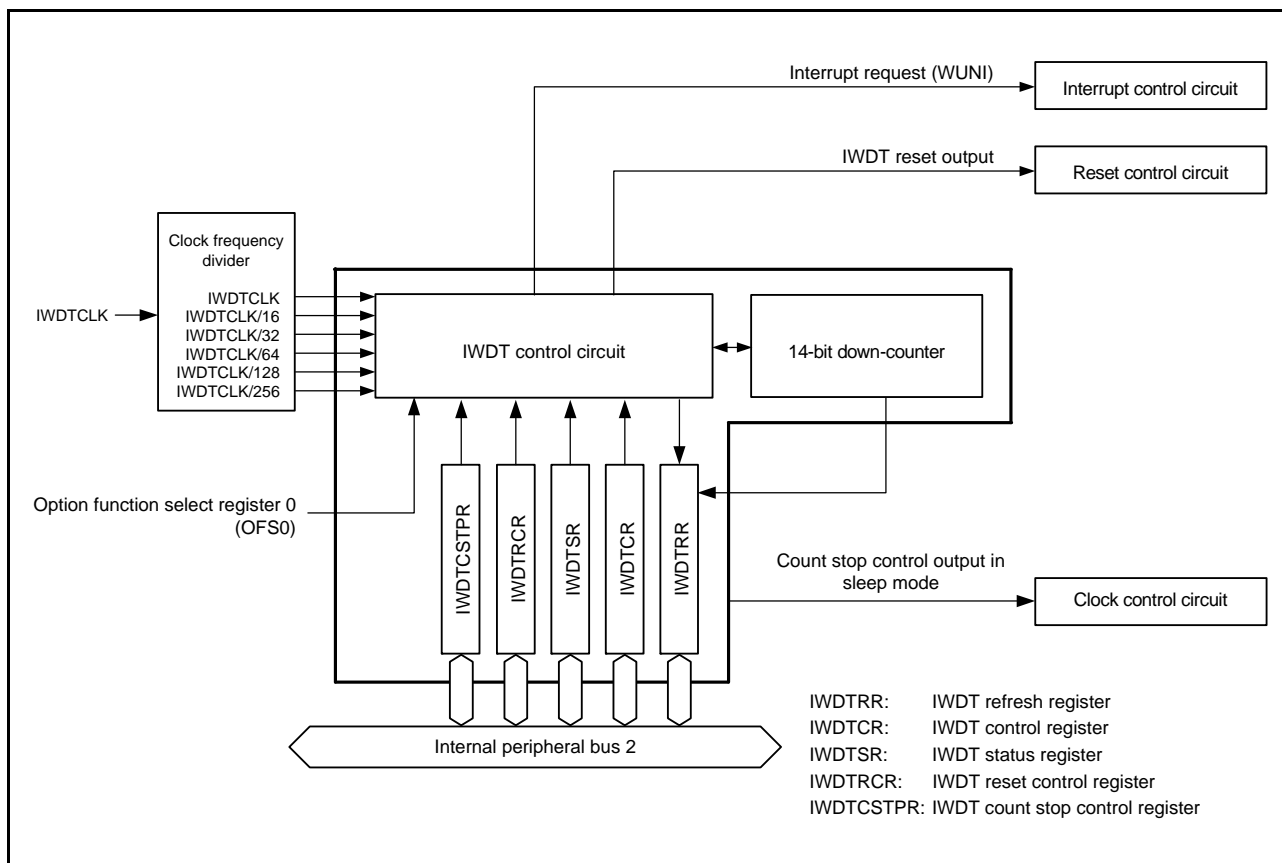 Interrupt request (WUNI)
Interrupt control circuit
IWDT reset output
Reset control circuit
Clock frequency
divider
IWDTCLK
IWDTCLK
IWDTCLK/16
IWDTCLK/32
IWDTCLK/64
IWDTCLK/128
IWDTCLK/256
IWDT control circuit
14-bit down-counter
Option function select register 0
(OFS0)
IWDTCSTPR
IWDTRCR
IWDTSR
IWDTCR
IWDTRR
Count stop control output in
sleep mode
Clock control circuit
Internal peripheral bus 2
IWDTRR: IWDT refresh register
IWDTCR: IWDT control register
IWDTSR: IWDT status register
IWDTRCR: IWDT reset control register
IWDTCSTPR: IWDT count stop control register